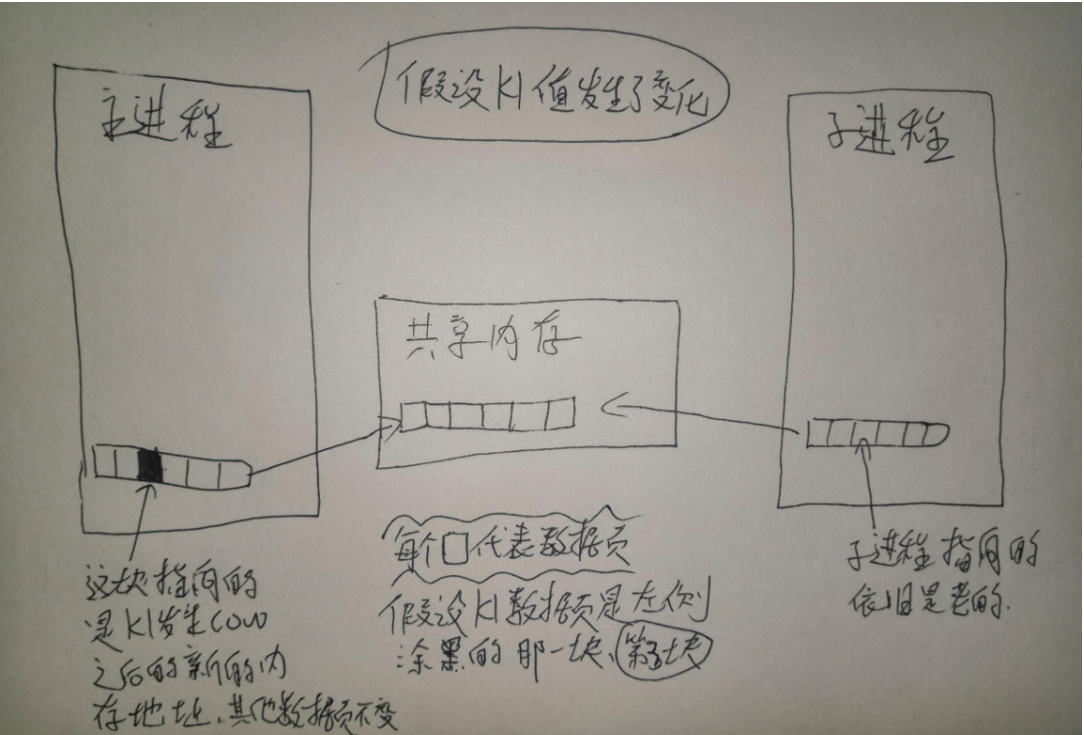 假设K1值发生了变化
主进程
子进程
共享内存
每个□代表数据页
假设K1数据页是左侧
涂黑的那一块、第3块
这块指向的
是K1发生COW
之后的新的内
存地址、其他数据页不变
子进程指向的
依旧是老的.